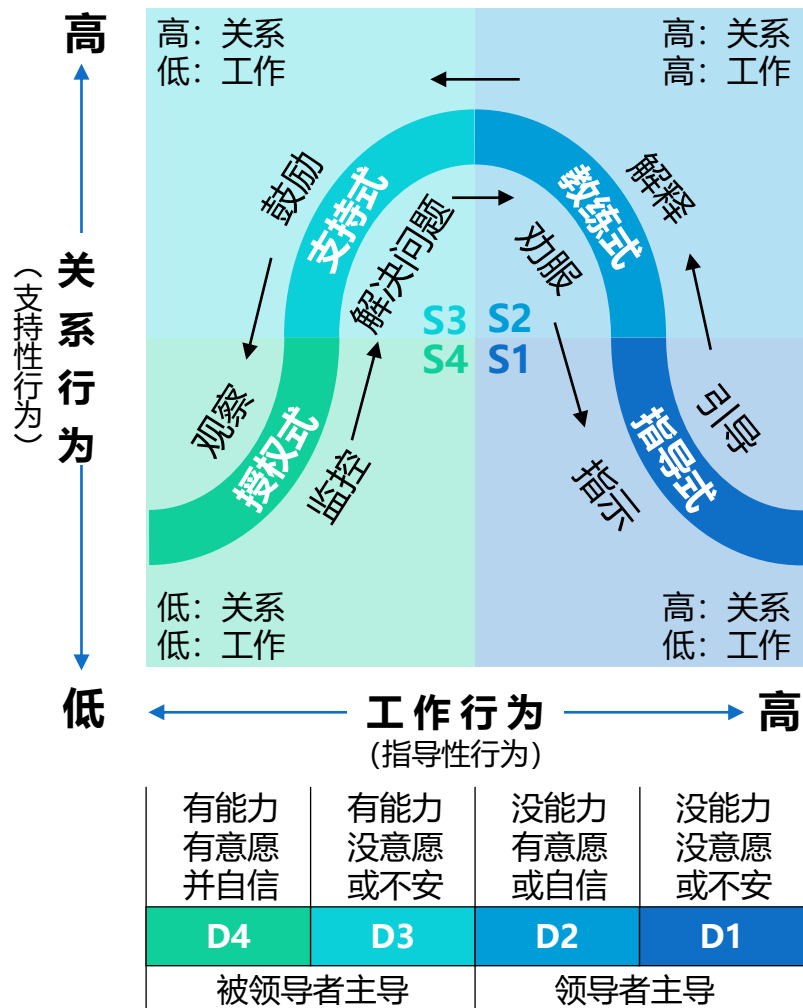 高
高：关系
低：工作
高：关系
高：工作
鼓励
支持式
解决问题
教练式
解释
劝服
关系行为
（支持性行为）
S3 S2
S4 S1
观察
授权式
监控
指示
指导式
引导
低：关系
低：工作
高：关系
低：工作
低
工作行为
高
(指导性行为)
有能力
有意愿
并自信
有能力
没意愿
或不安
没能力
有意愿
或自信
没能力
没意愿
或不安
D4
D3
D2
D1
被领导者主导
领导者主导